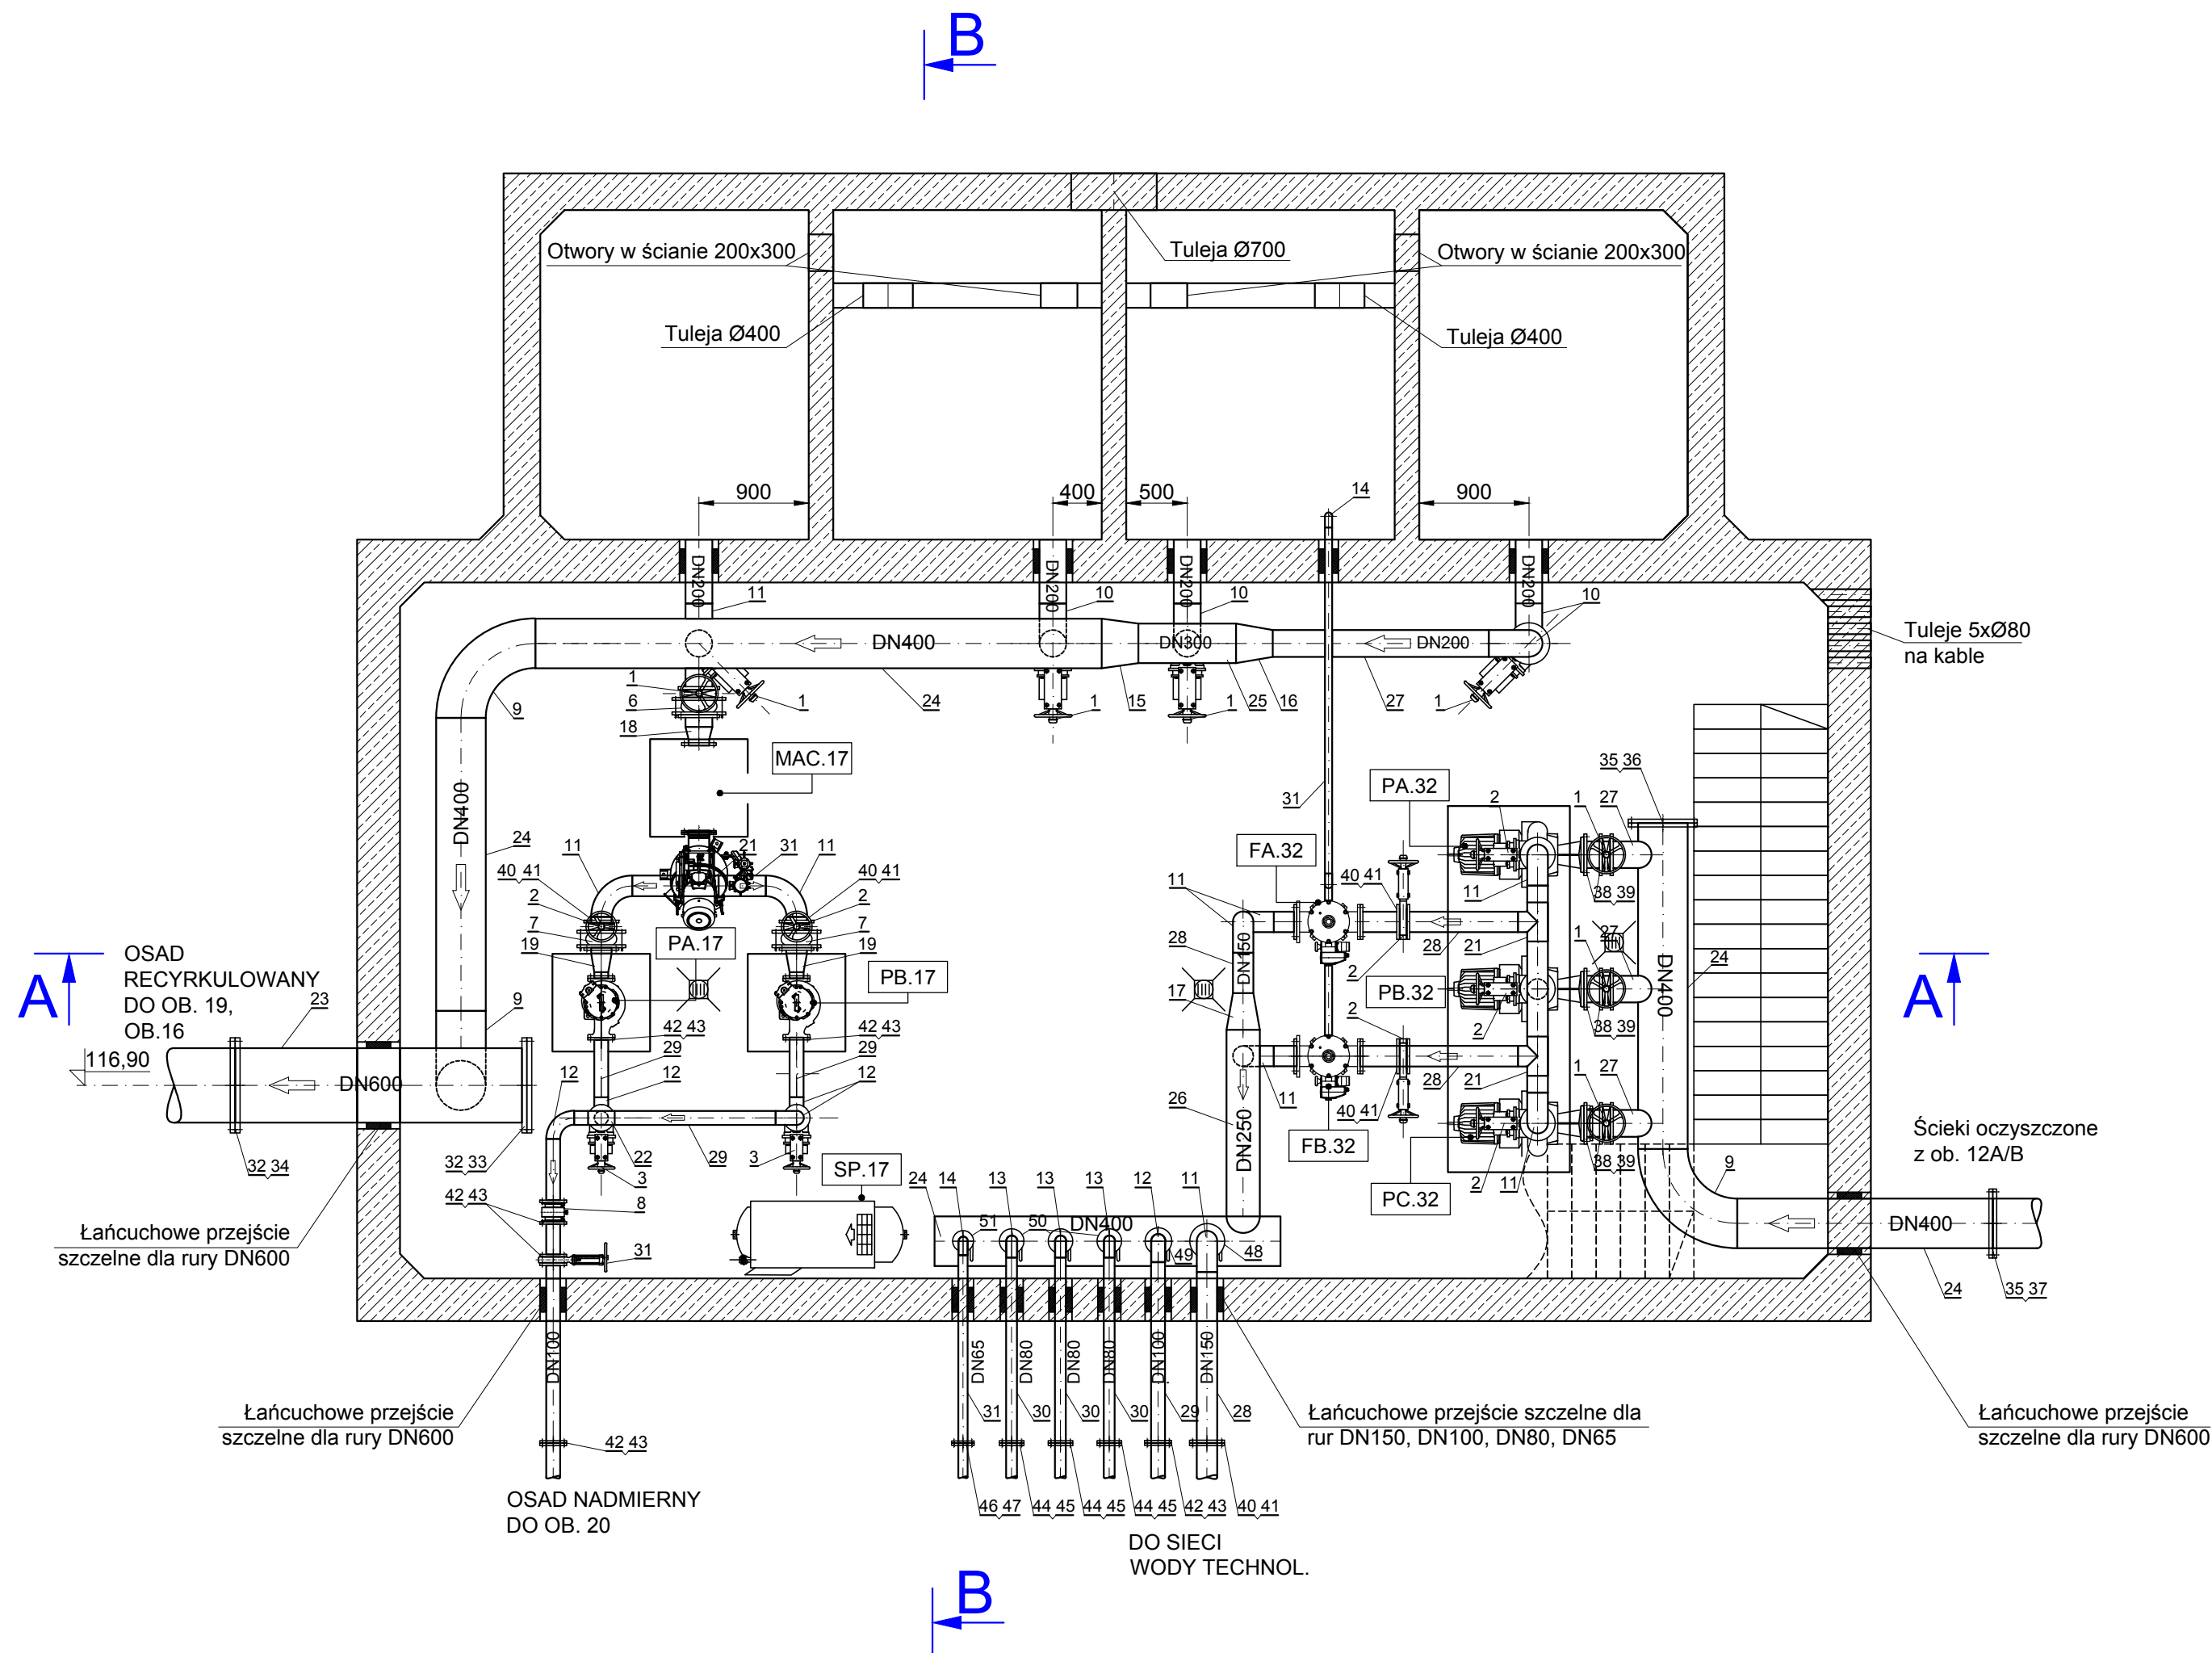 B
Otwory w ścianie 200x300
Tuleja Ø700
Otwory w ścianie 200x300
Tuleja Ø400
Tuleja Ø400
900
400
500
900
14
DN200
DN200
DN200
DN200
11
10
10
10
DN400
DN300
DN200
Tuleje 5xØ80
na kable
1
6
18
9
1
24
1
15
1
25
16
27
1
MAC.17
DN400
24
31
PA.32
35 36
2
1
27
FA.32
11
21
31
11
40 41
2
7
19
40 41
2
7
19
PA.17
PB.17
11
40 41
11
38 39
28
DN150
17
2
28
21
PB.32
1
27
2
38 39
DN400
24
A
OSAD
RECYRKULOWANY
DO OB. 19,
OB.16
23
9
116,90
DN600
A
42 43
29
12
42 43
29
12
12
2
28
21
1
27
26
11
40 41
DN250
FB.32
PC.32
2
11
38 39
32 34
32 33
22
3
29
3
SP.17
Ścieki oczyszczone
z ob. 12A/B
9
DN400
24
35 37
42 43
8
31
24
14
13
13
13
12
11
51
50
DN400
49
48
Łańcuchowe przejście
szczelne dla rury DN600
DN100
DN65
DN80
DN80
DN80
DN100
DN150
Łańcuchowe przejście
szczelne dla rury DN600
42 43
31
30
30
30
29
28
Łańcuchowe przejście szczelne dla
rur DN150, DN100, DN80, DN65
Łańcuchowe przejście
szczelne dla rury DN600
46 47
44 45
44 45
44 45
42 43
40 41
OSAD NADMIERNY
DO OB. 20
DO SIECI
WODY TECHNOL.
B